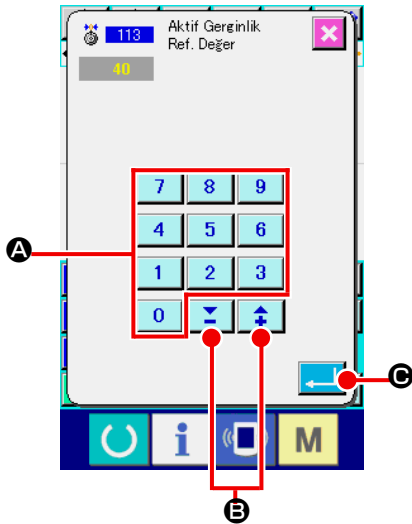 113 Aktif Gerginlik
Ref. Değer
40
7 8 9
A
4 5 6
1 2 3
0
C
i M
B